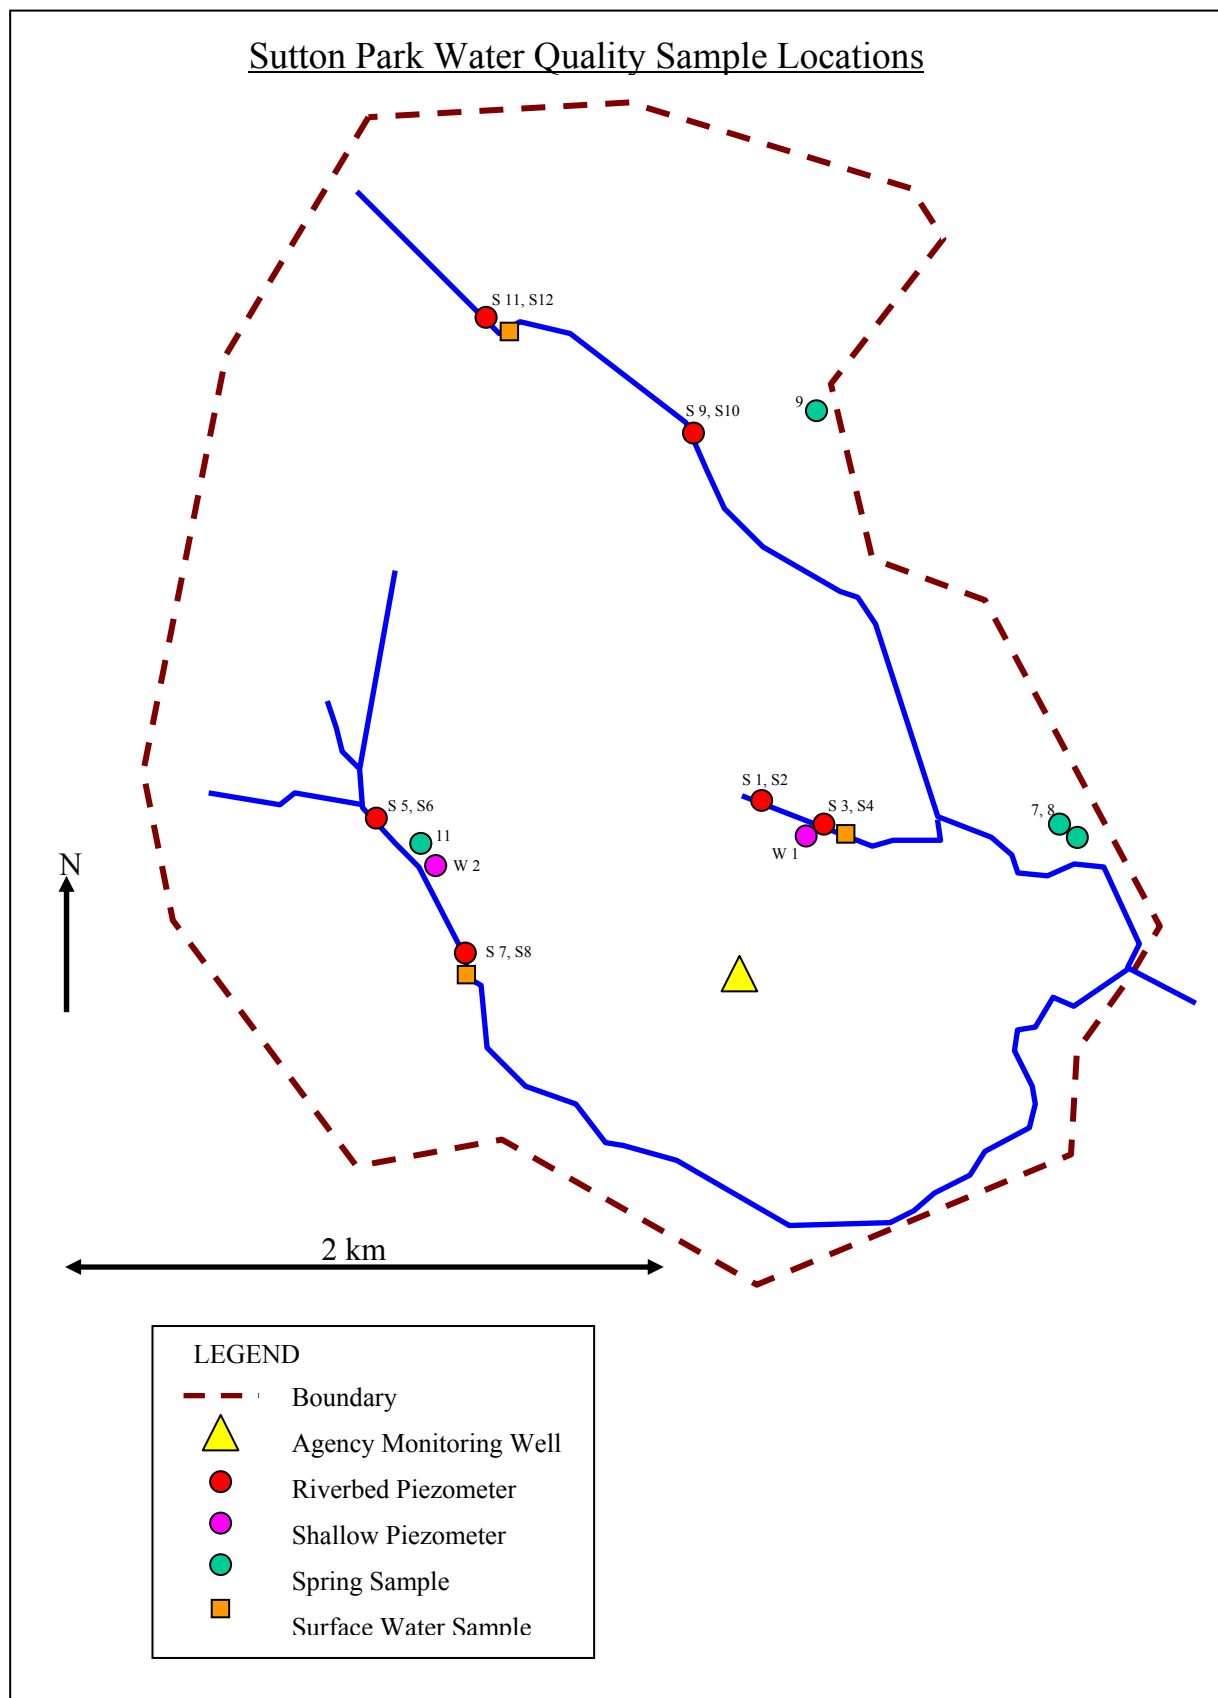 Sutton Park Water Quality Sample Locations
S 11, S12
9
S 9, S10
S 1, S2
S 5, S6
S 3, S4
7, 8
11
W 1
W 2
N
S 7, S8
2 km
LEGEND
Boundary
Agency Monitoring Well
Riverbed Piezometer
Shallow Piezometer
Spring Sample
Surface Water Sample